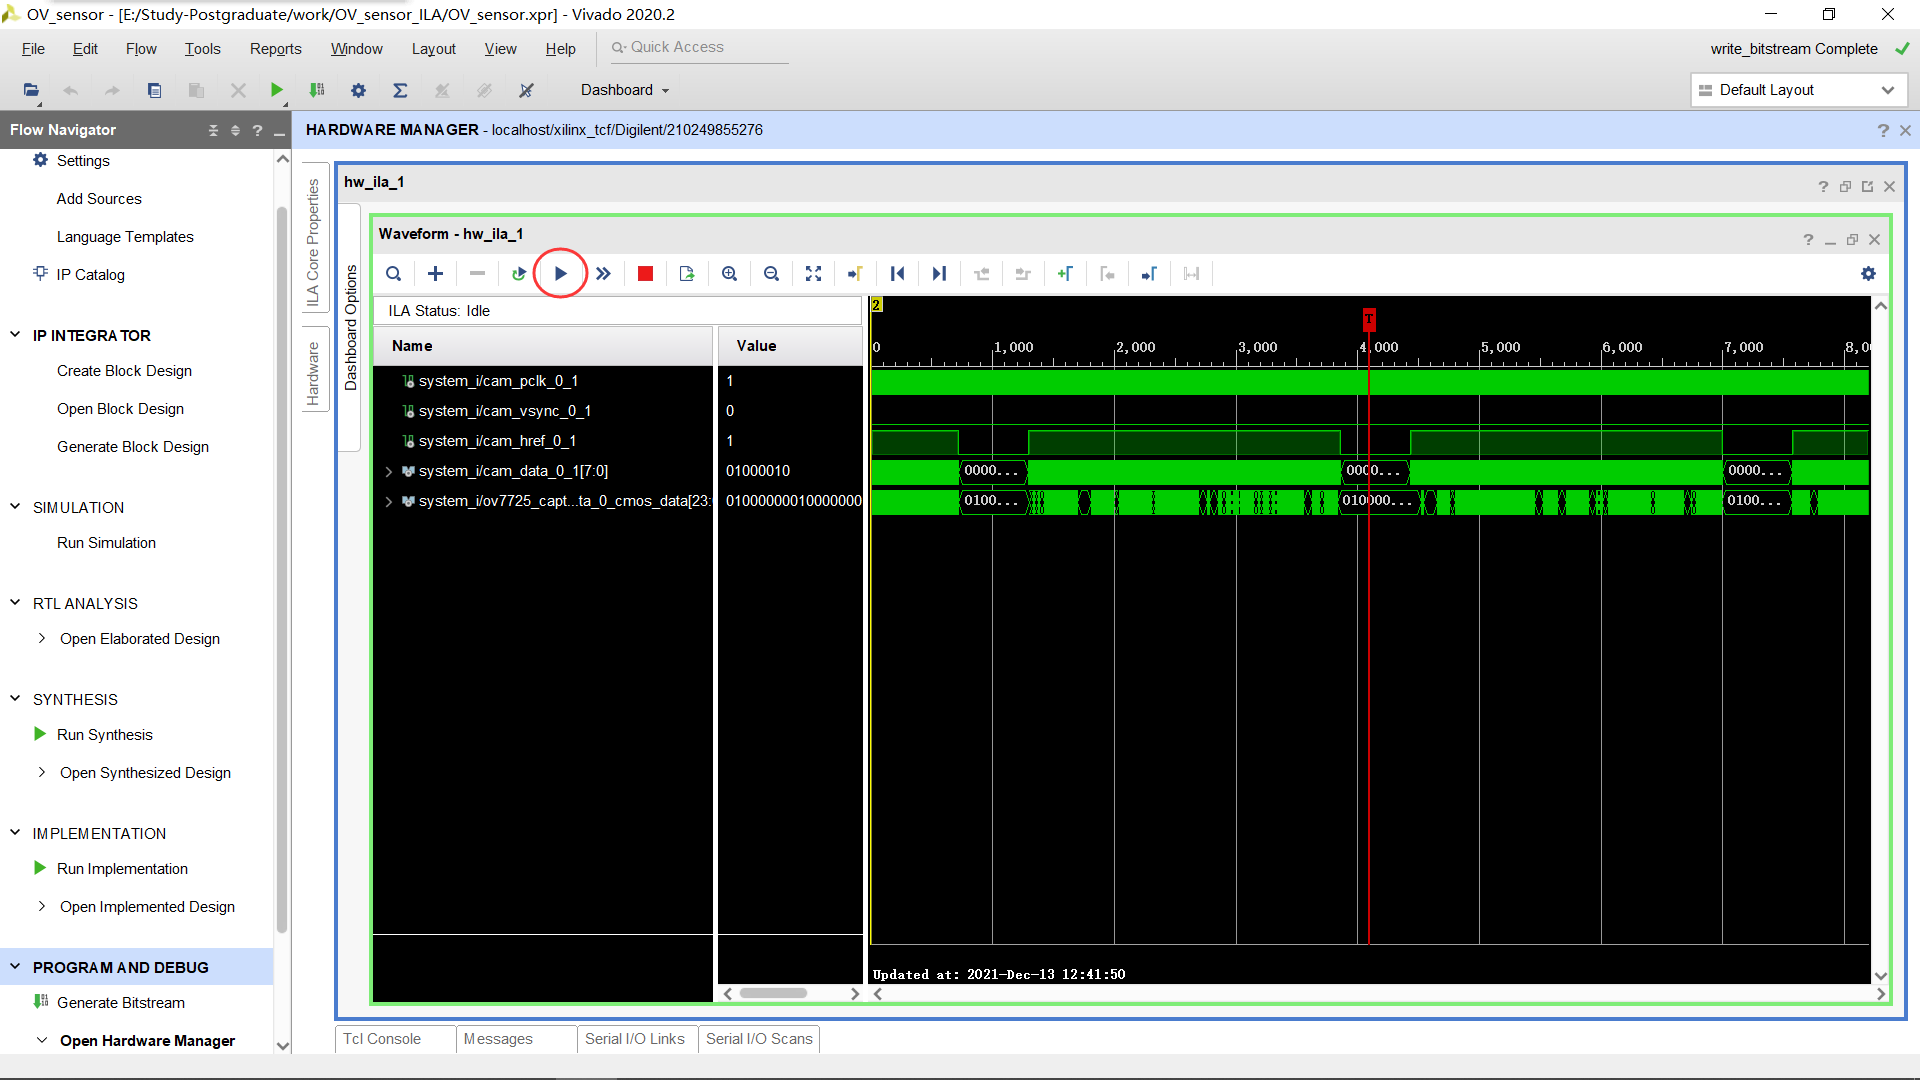 OV_sensor - [E:/Study-Postgraduate/work/OV_sensor_ILA/OV_sensor.xpr] - Vivado 2020.2
File Edit Flow Tools Reports Window Layout View Help Quick Access
write_bitstream Complete
Dashboard
Default Layout
Flow Navigator
HARDWARE MANAGER - localhost/xilinx_tcf/Digilent/210249855276
Settings
Add Sources
Language Templates
IP Catalog
IP INTEGRATOR
Create Block Design
Open Block Design
Generate Block Design
SIMULATION
Run Simulation
RTL ANALYSIS
Open Elaborated Design
SYNTHESIS
Run Synthesis
Open Synthesized Design
IMPLEMENTATION
Run Implementation
Open Implemented Design
PROGRAM AND DEBUG
Generate Bitstream
Open Hardware Manager
ILA Core Properties
Hardware
hw_ila_1
Dashboard Options
Waveform - hw_ila_1
ILA Status: Idle
Name Value
system_i/cam_pclk_0_1 1
system_i/cam_vsync_0_1 0
system_i/cam_href_0_1 1
system_i/cam_data_0_1[7:0] 01000010
system_i/ov7725_capt...ta_0_cmos_data[23: 01000000010000000
2
T
0 1,000 2,000 3,000 4,000 5,000 6,000 7,000 8,0
0000... 0000... 0000...
0100... 010000... 0100...
Updated at: 2021-Dec-13 12:41:50
Tcl Console Messages Serial I/O Links Serial I/O Scans